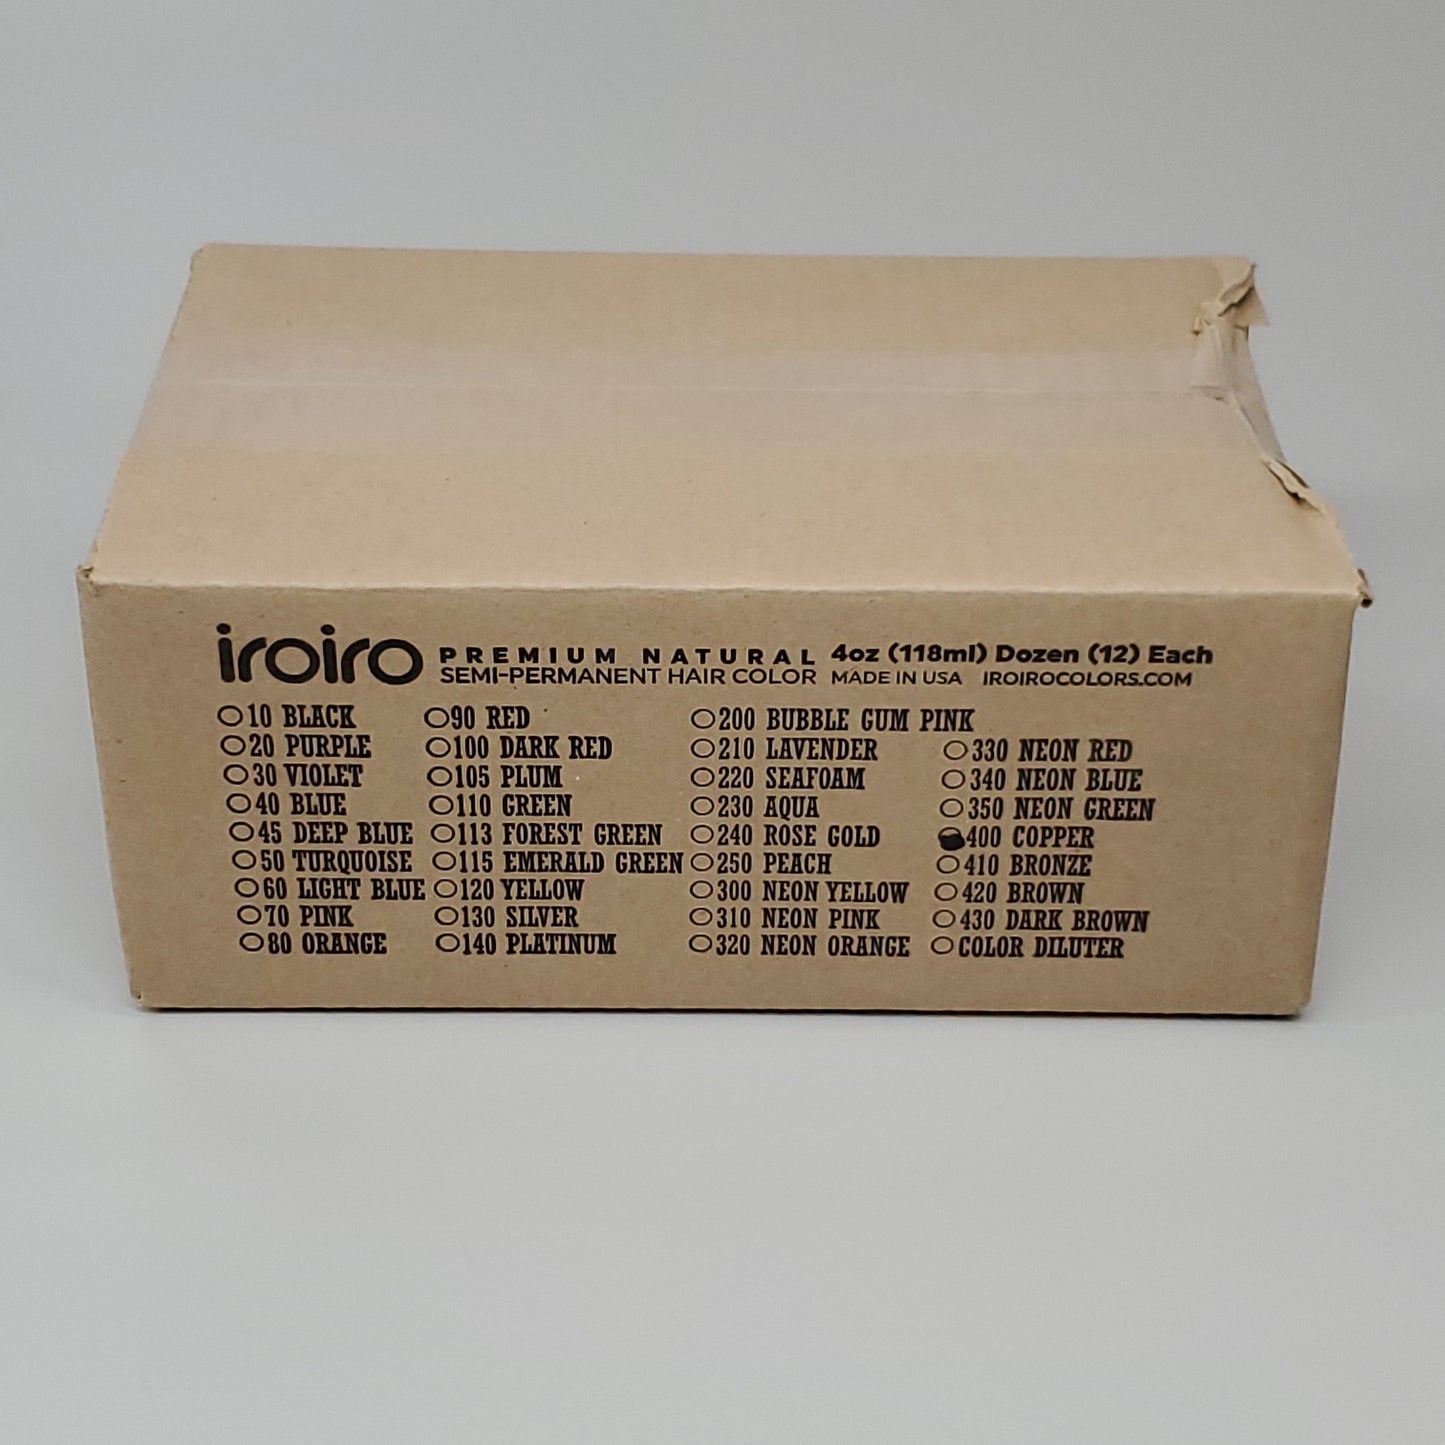 iroiro PREMIUM NATURAL 4oz (118ml) Dozen (12) Each
SEMI-PERMANENT HAIR COLOR MADE IN USA IROIROCOLORS.COM
10 BLACK
20 PURPLE
30 VIOLET
40 BLUE
45 DEEP BLUE
50 TURQUOISE
60 LIGHT BLUE
70 PINK
80 ORANGE
90 RED
100 DARK RED
105 PLUM
110 GREEN
113 FOREST GREEN
115 EMERALD GREEN
120 YELLOW
130 SILVER
140 PLATINUM
200 BUBBLE GUM PINK
210 LAVENDER
220 SEAFOAM
230 AQUA
240 ROSE GOLD
250 PEACH
300 NEON YELLOW
310 NEON PINK
320 NEON ORANGE
330 NEON RED
340 NEON BLUE
350 NEON GREEN
400 COPPER
410 BRONZE
420 BROWN
430 DARK BROWN
COLOR DILUTER